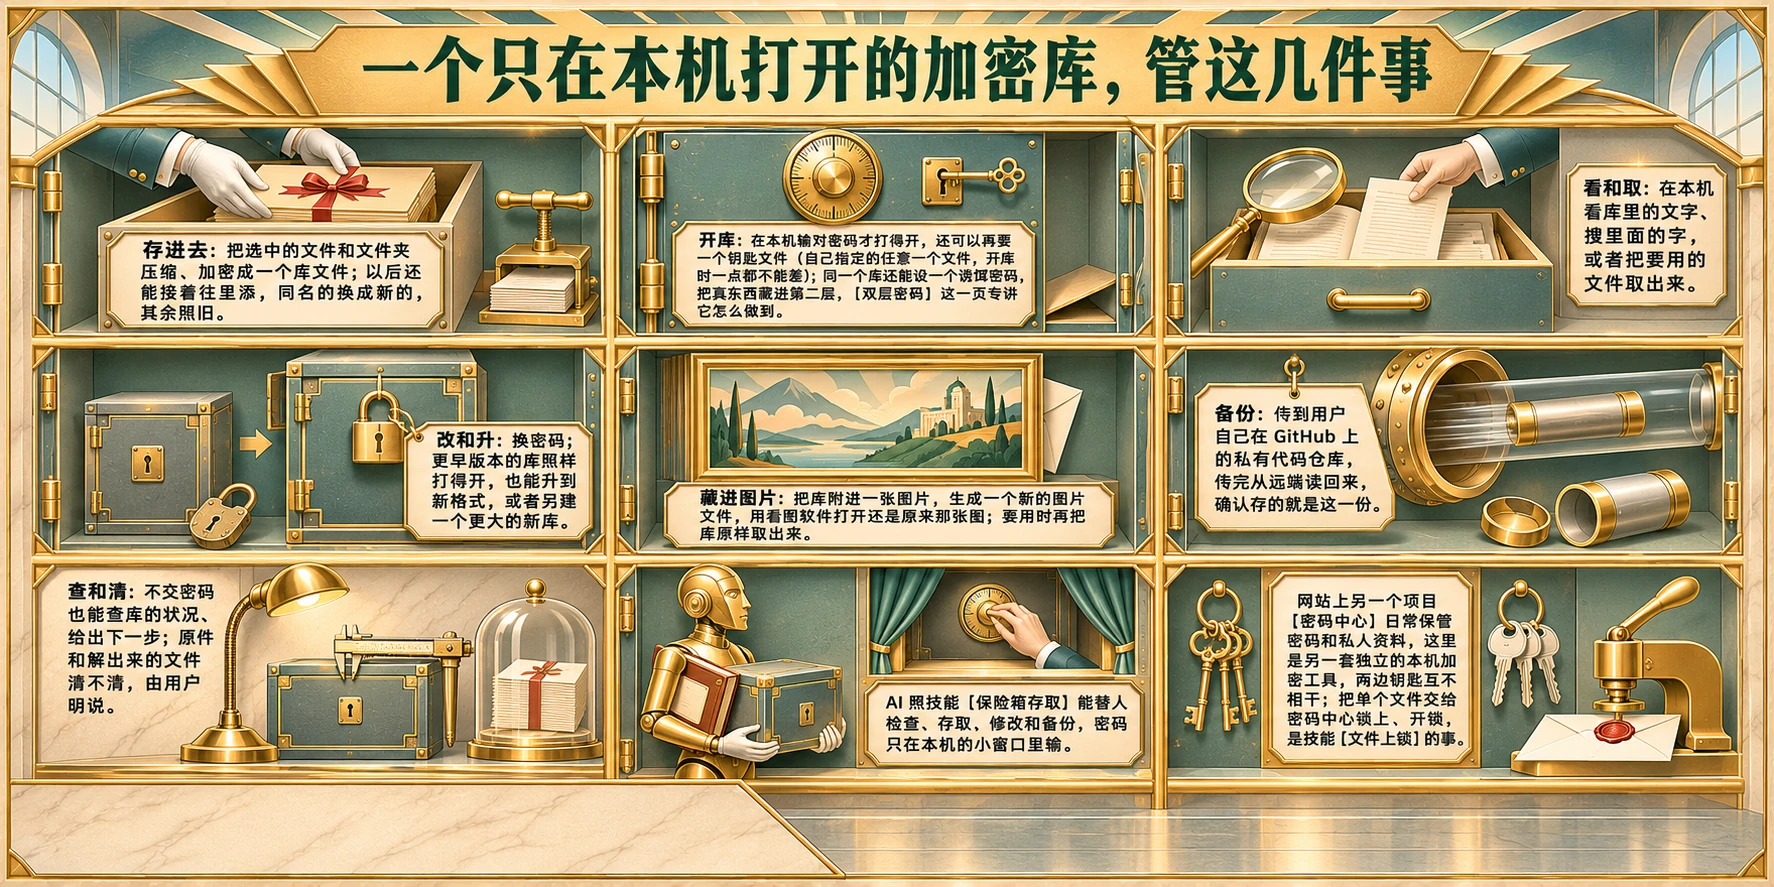 一个只在本机打开的加密库，管这几件事
存进去：把选中的文件和文件夹
压缩、加密成一个库文件；以后还
能接着往里添，同名的换成新的，
其余照旧。
开库：在本机输对密码才打得开，还可以再要
一个钥匙文件（自己指定的任意一个文件，开库
时一点都不能差）；同一个库还能设一个诱饵密码，
把真东西藏进第二层，【双层密码】这一页专讲
它怎么做到。
看和取：在本机
看库里的文字、
搜里面的字，
或者把要用的
文件取出来。
改和升：换密码；
更早版本的库照样
打得开，也能升到
新格式，或者另建
一个更大的新库。
藏进图片：把库附进一张图片，生成一个新的图片
文件，用看图软件打开还是原来那张图；要用时再把
库原样取出来。
备份：传到用户
自己在 GitHub 上
的私有代码仓库，
传完从远端读回来，
确认存的就是这一份。
查和清：不交密码
也能查库的状况、
给出下一步；原件
和解出来的文件
清不清，由用户
明说。
AI 照技能【保险箱存取】能替人
检查、存取、修改和备份，密码
只在本机的小窗口里输。
网站上另一个项目
【密码中心】日常保管
密码和私人资料，这里
是另一套独立的本机加
密工具，两边钥匙互不
相干；把单个文件交给
密码中心锁上、开锁，
是技能【文件上锁】的事。